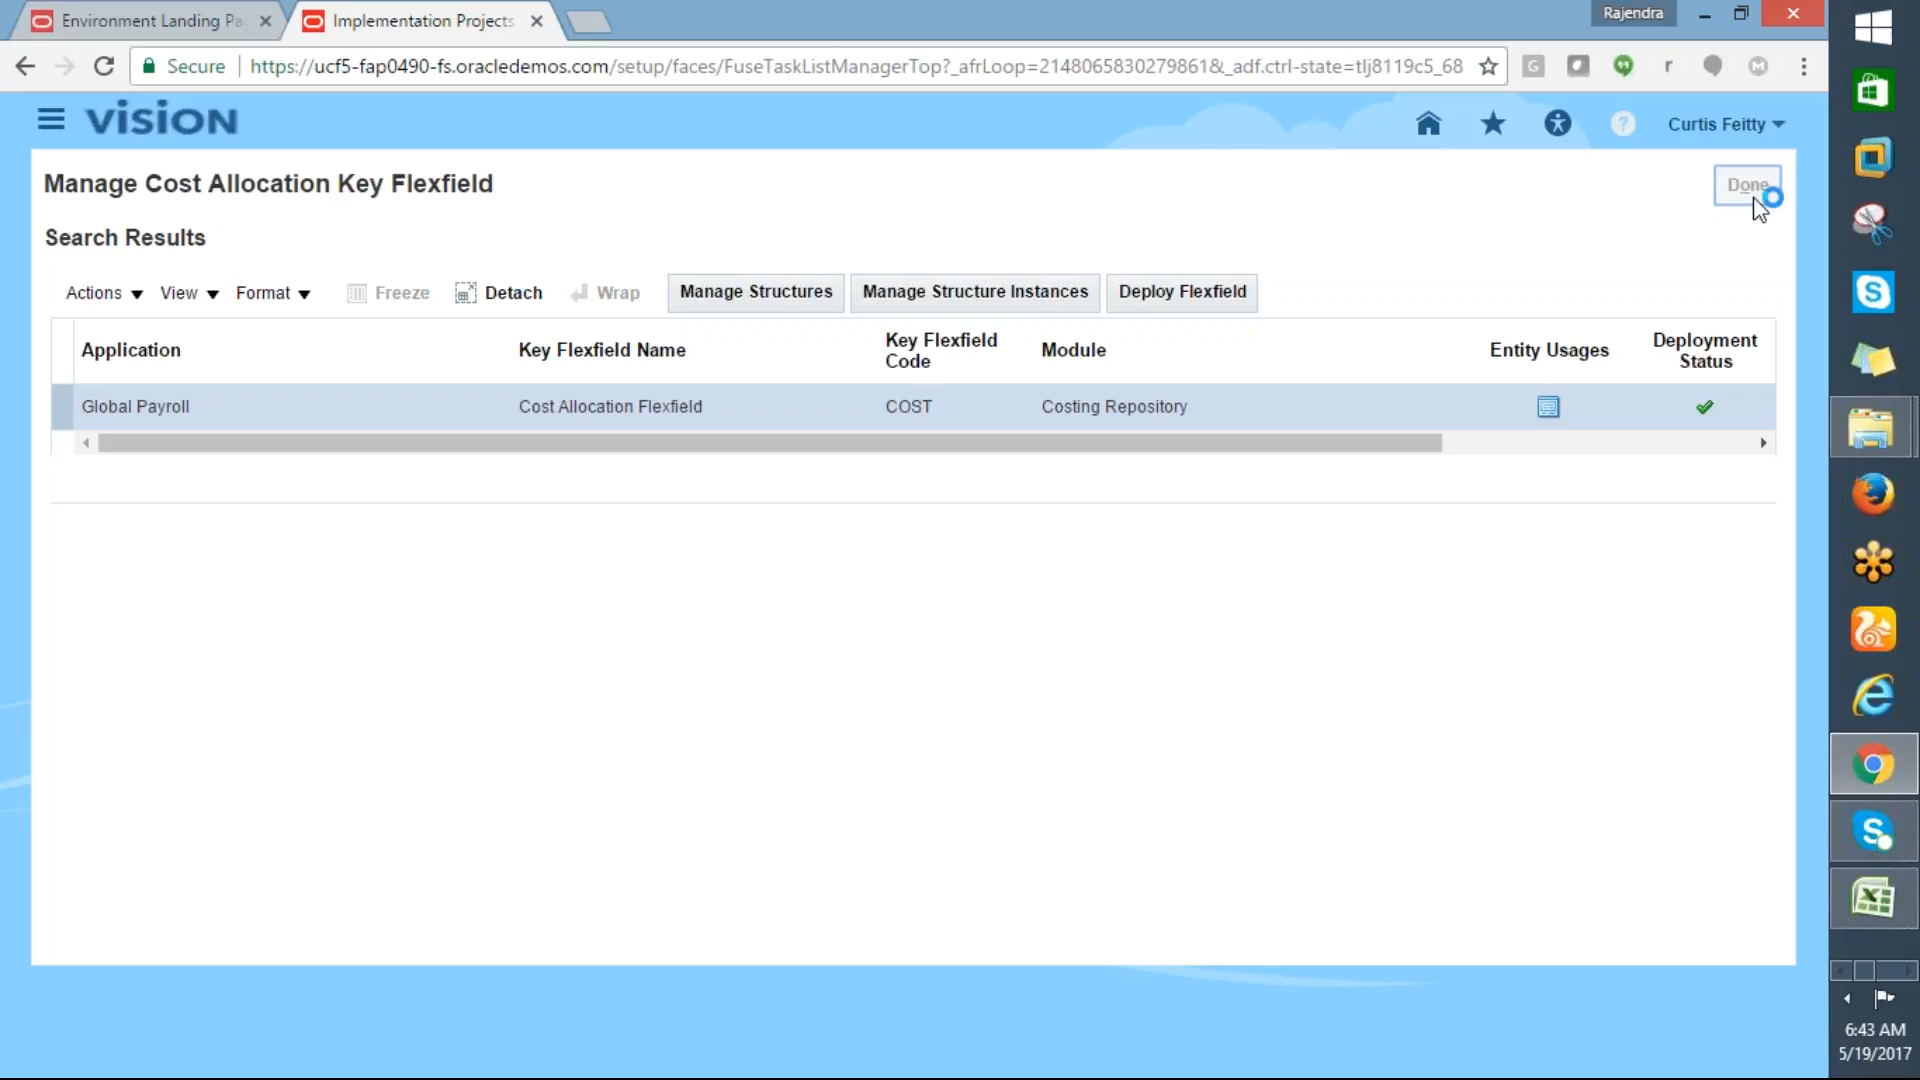 Environment Landing Pa
Implementation Projects
Rajendra
Secure
https://ucf5-fap0490-fs.oracledemos.com/setup/faces/FuseTaskListManagerTop?_afrLoop=2148065830279861&_adf.ctrl-state=tlj8119c5_68
vision
Curtis Feitty
Manage Cost Allocation Key Flexfield
Done
Search Results
Actions View Format Freeze Detach Wrap Manage Structures Manage Structure Instances Deploy Flexfield
Application Key Flexfield Name Key Flexfield Code Module Entity Usages Deployment Status
Global Payroll Cost Allocation Flexfield COST Costing Repository
6:43 AM
5/19/2017